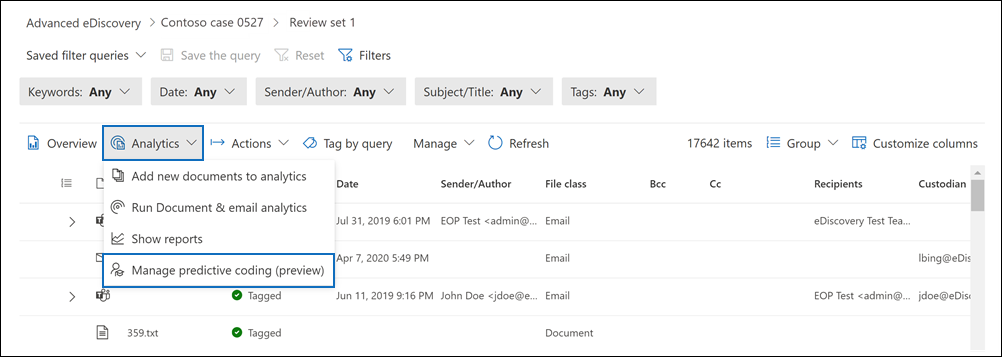 Advanced eDiscovery > Contoso case 0527 > Review set 1
Saved filter queries Save the query Reset Filters
Keywords: Any Date: Any Sender/Author: Any Subject/Title: Any Tags: Any
Overview Analytics Actions Tag by query Manage Refresh 17642 items Group Customize columns
Date Sender/Author File class Bcc Cc Recipients Custodian
Add new documents to analytics
Run Document & email analytics
Jul 31, 2019 6:01 PM EOP Test <admin@... Email eDiscovery Test Tea...
Show reports
Apr 7, 2020 5:49 PM Email lbing@eDis
Manage predictive coding (preview)
Tagged Jun 11, 2019 9:16 PM John Doe <jdoe@e... Email EOP Test <admin@... jdoe@eDis
359.txt Tagged Document